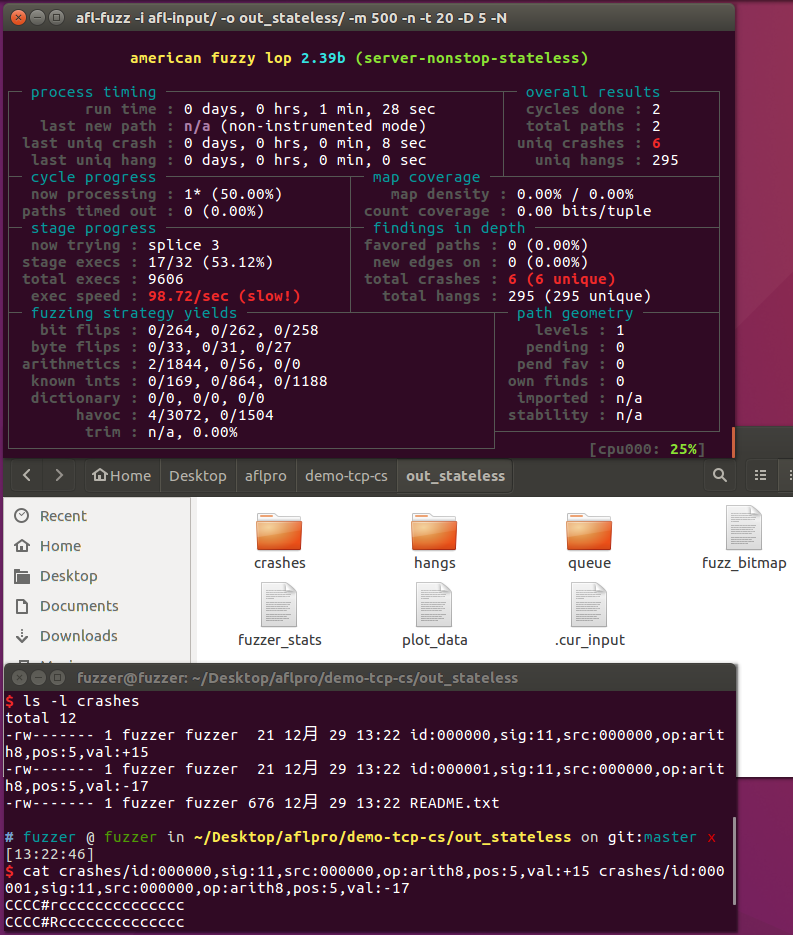 afl-fuzz -i afl-input/ -o out_stateless/ -m 500 -n -t 20 -D 5 -N
american fuzzy lop 2.39b (server-nonstop-stateless)
process timing
run time : 0 days, 0 hrs, 1 min, 28 sec
last new path : n/a (non-instrumented mode)
last uniq crash : 0 days, 0 hrs, 0 min, 8 sec
last uniq hang : 0 days, 0 hrs, 0 min, 0 sec
overall results
cycles done : 2
total paths : 2
uniq crashes : 6
uniq hangs : 295
cycle progress
now processing : 1* (50.00%)
paths timed out : 0 (0.00%)
map coverage
map density : 0.00% / 0.00%
count coverage : 0.00 bits/tuple
stage progress
now trying : splice 3
stage execs : 17/32 (53.12%)
total execs : 9606
exec speed : 98.72/sec (slow!)
findings in depth
favored paths : 0 (0.00%)
new edges on : 0 (0.00%)
total crashes : 6 (6 unique)
total hangs : 295 (295 unique)
fuzzing strategy yields
bit flips : 0/264, 0/262, 0/258
byte flips : 0/33, 0/31, 0/27
arithmetics : 2/1844, 0/56, 0/0
known ints : 0/169, 0/864, 0/1188
dictionary : 0/0, 0/0, 0/0
havoc : 4/3072, 0/1504
trim : n/a, 0.00%
path geometry
levels : 1
pending : 0
pend fav : 0
own finds : 0
imported : n/a
stability : n/a
[cpu000: 25%]
Home Desktop aflpro demo-tcp-cs out_stateless
Recent
Home
Desktop
Documents
Downloads
crashes
hangs
queue
fuzz_bitmap
fuzzer_stats
plot_data
.cur_input
fuzzer@fuzzer: ~/Desktop/aflpro/demo-tcp-cs/out_stateless
$ ls -l crashes
total 12
-rw------- 1 fuzzer fuzzer  21 12月 29 13:22 id:000000,sig:11,src:000000,op:arit
h8,pos:5,val:+15
-rw------- 1 fuzzer fuzzer  21 12月 29 13:22 id:000001,sig:11,src:000000,op:arit
h8,pos:5,val:-17
-rw------- 1 fuzzer fuzzer 676 12月 29 13:22 README.txt
# fuzzer @ fuzzer in ~/Desktop/aflpro/demo-tcp-cs/out_stateless on git:master x
[13:22:46]
$ cat crashes/id:000000,sig:11,src:000000,op:arith8,pos:5,val:+15 crashes/id:000
001,sig:11,src:000000,op:arith8,pos:5,val:-17
CCCC#rcccccccccccccc
CCCC#Rcccccccccccccc